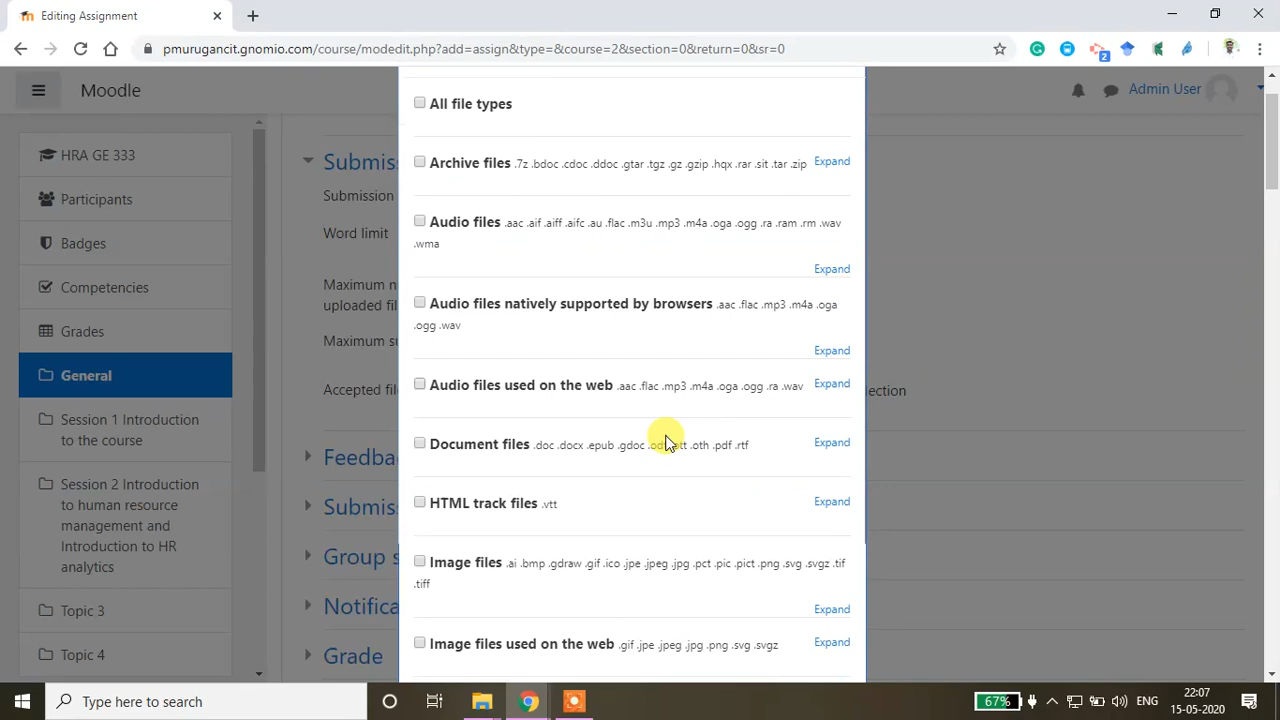 Editing Assignment
pmurugancit.gnomio.com/course/modedit.php?add=assign&type=&course=2&section=0&return=0&sr=0
2
Moodle
Admin User
HRA GE 333
Participants
Badges
Competencies
Grades
General
Session 1 Introduction
to the course
Session 2 Introduction
to human resource
management and
Introduction to HR
analytics
Topic 3
Topic 4
Submiss
Submission
Word limit
Maximum n
uploaded fil
Maximum su
Accepted fil
lection
Feedba
Submis
Group s
Notifica
Grade
All file types
Archive files .7z .bdoc .cdoc .ddoc .gtar .tgz .gz .gzip .hqx .rar .sit .tar .zip Expand
Audio files .aac .aif .aiff .aifc .au .flac .m3u .mp3 .m4a .oga .ogg .ra .ram .rm .wav
.wma
Expand
Audio files natively supported by browsers .aac .flac .mp3 .m4a .oga
.ogg .wav
Expand
Audio files used on the web .aac .flac .mp3 .m4a .oga .ogg .ra .wav Expand
Document files .doc .docx .epub .gdoc .oth .pdf .rtf Expand
HTML track files .vtt Expand
Image files .ai .bmp .gdraw .gif .ico .jpe .jpeg .jpg .pct .pic .pict .png .svg .svgz .tif
.tiff
Expand
Image files used on the web .gif .jpe .jpeg .jpg .png .svg .svgz Expand
Type here to search
67%
ENG
22:07
15-05-2020